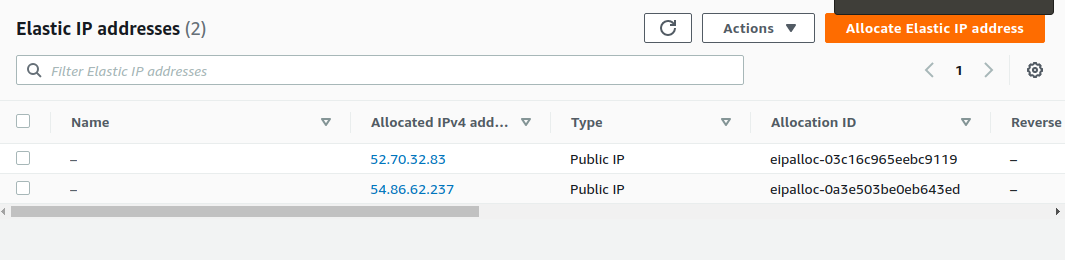 Elastic IP addresses (2)
Actions
Allocate Elastic IP address
Filter Elastic IP addresses
1
Name Allocated IPv4 add... Type Allocation ID Reverse
– 52.70.32.83 Public IP eipalloc-03c16c965eebc9119 –
– 54.86.62.237 Public IP eipalloc-0a3e503be0eb643ed –